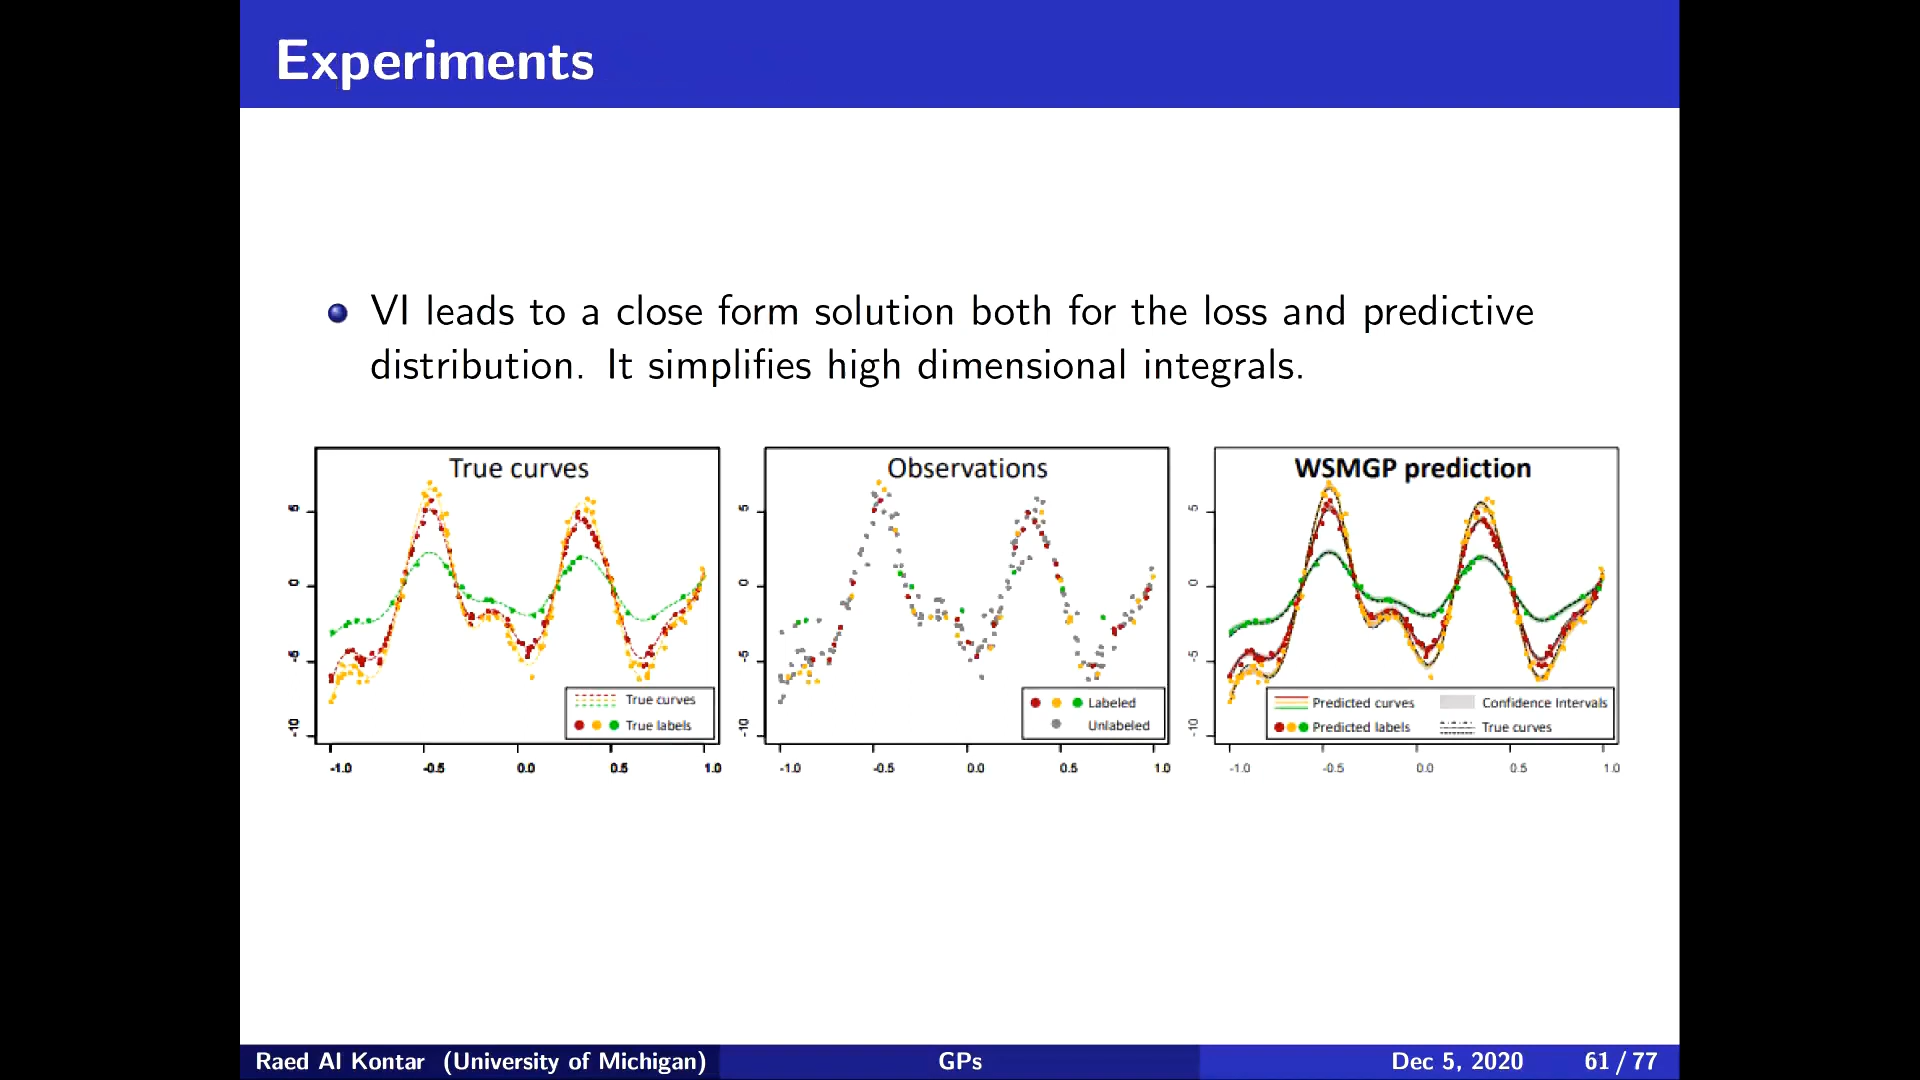 Experiments
VI leads to a close form solution both for the loss and predictive
distribution. It simplifies high dimensional integrals.
True curves
5
0
-5
-10
-1.0 -0.5 0.0 0.5 1.0
True curves
True labels
Observations
5
0
-5
-10
-1.0 -0.5 0.0 0.5 1.0
Labeled
Unlabeled
WSMGP prediction
5
0
-5
-10
-1.0 -0.5 0.0 0.5 1.0
Predicted curves Confidence Intervals
Predicted labels True curves
Raed Al Kontar (University of Michigan) GPs Dec 5, 2020 61 / 77